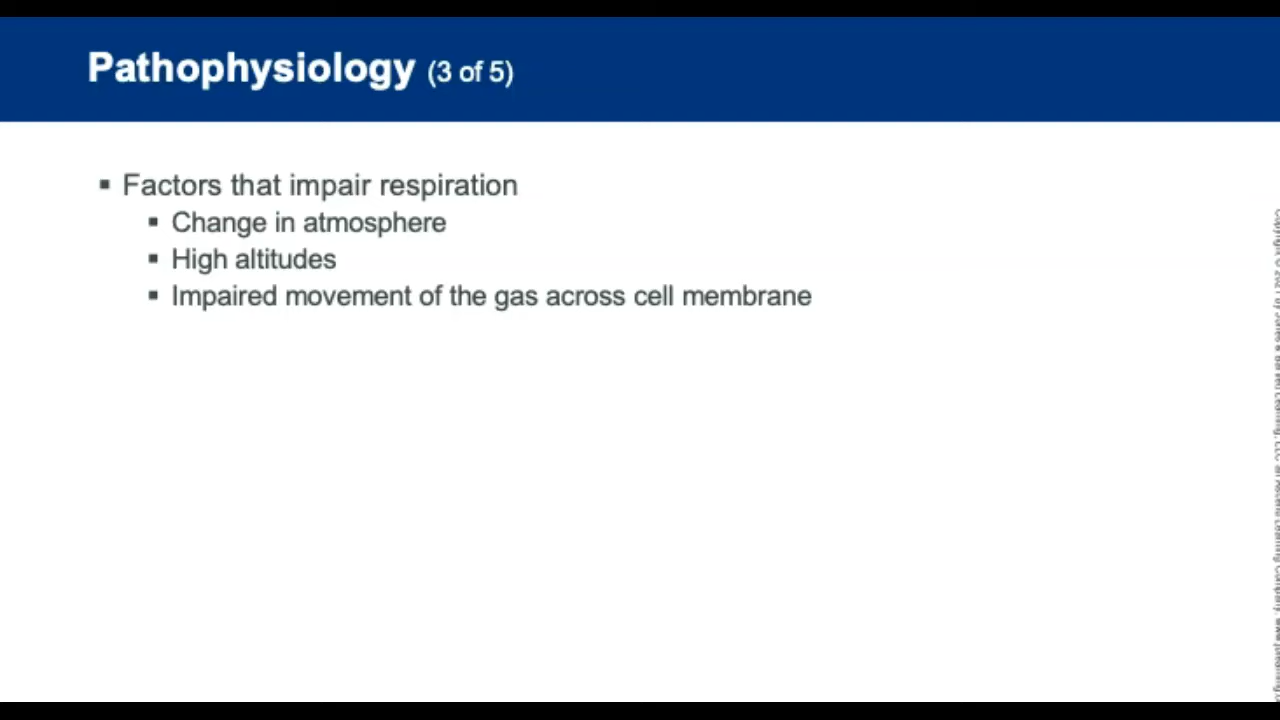 Pathophysiology (3 of 5)
▪ Factors that impair respiration
▪ Change in atmosphere
▪ High altitudes
▪ Impaired movement of the gas across cell membrane